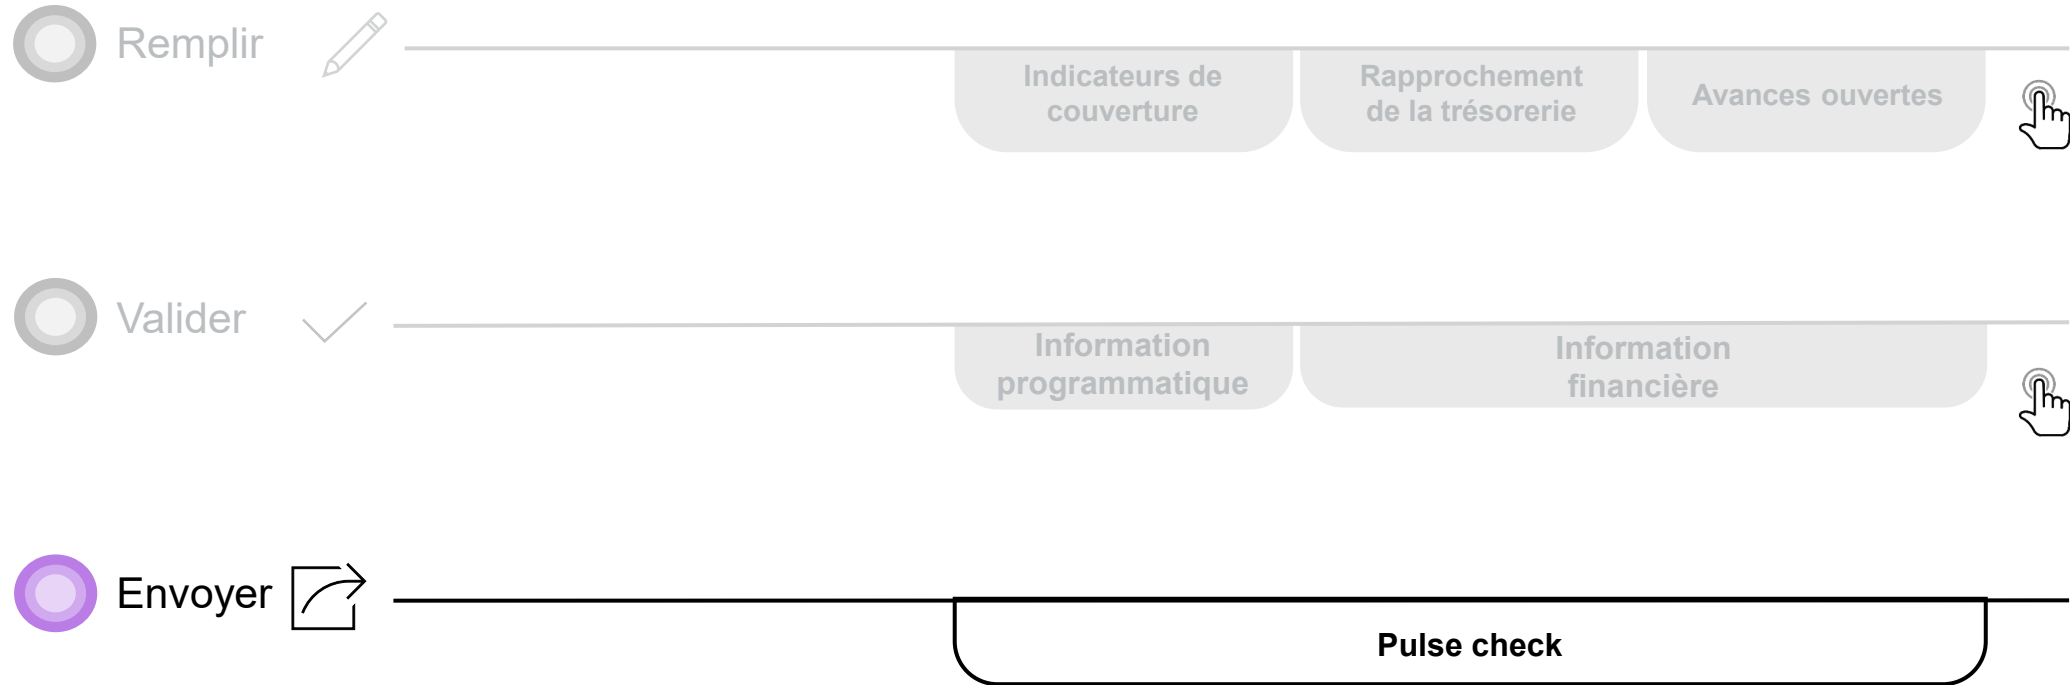 Remplir
Indicateurs de
couverture
Rapprochement
de la trésorerie
Avances ouvertes
Valider
Information
programmatique
Information
financière
Envoyer
Pulse check